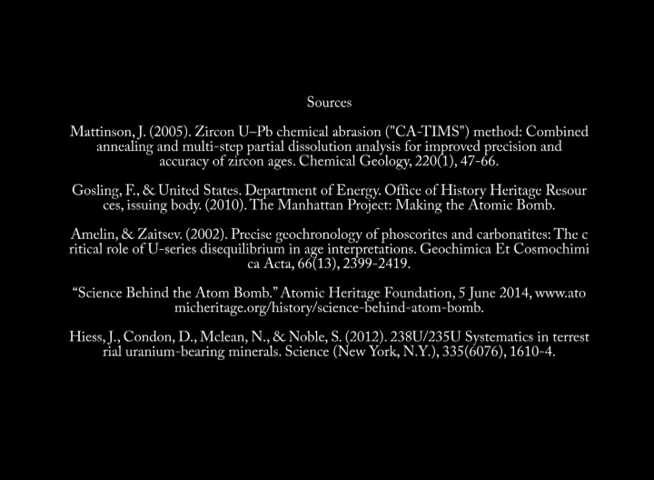 Sources
Mattinson, J. (2005). Zircon U–Pb chemical abrasion ("CA-TIMS") method: Combined
annealing and multi-step partial dissolution analysis for improved precision and
accuracy of zircon ages. Chemical Geology, 220(1), 47-66.
Gosling, F., & United States. Department of Energy. Office of History Heritage Resour
ces, issuing body. (2010). The Manhattan Project: Making the Atomic Bomb.
Amelin, & Zaitsev. (2002). Precise geochronology of phoscorites and carbonatites: The c
ritical role of U-series disequilibrium in age interpretations. Geochimica Et Cosmochimi
ca Acta, 66(13), 2399-2419.
“Science Behind the Atom Bomb.” Atomic Heritage Foundation, 5 June 2014, www.ato
micheritage.org/history/science-behind-atom-bomb.
Hiess, J., Condon, D., Mclean, N., & Noble, S. (2012). 238U/235U Systematics in terrest
rial uranium-bearing minerals. Science (New York, N.Y.), 335(6076), 1610-4.